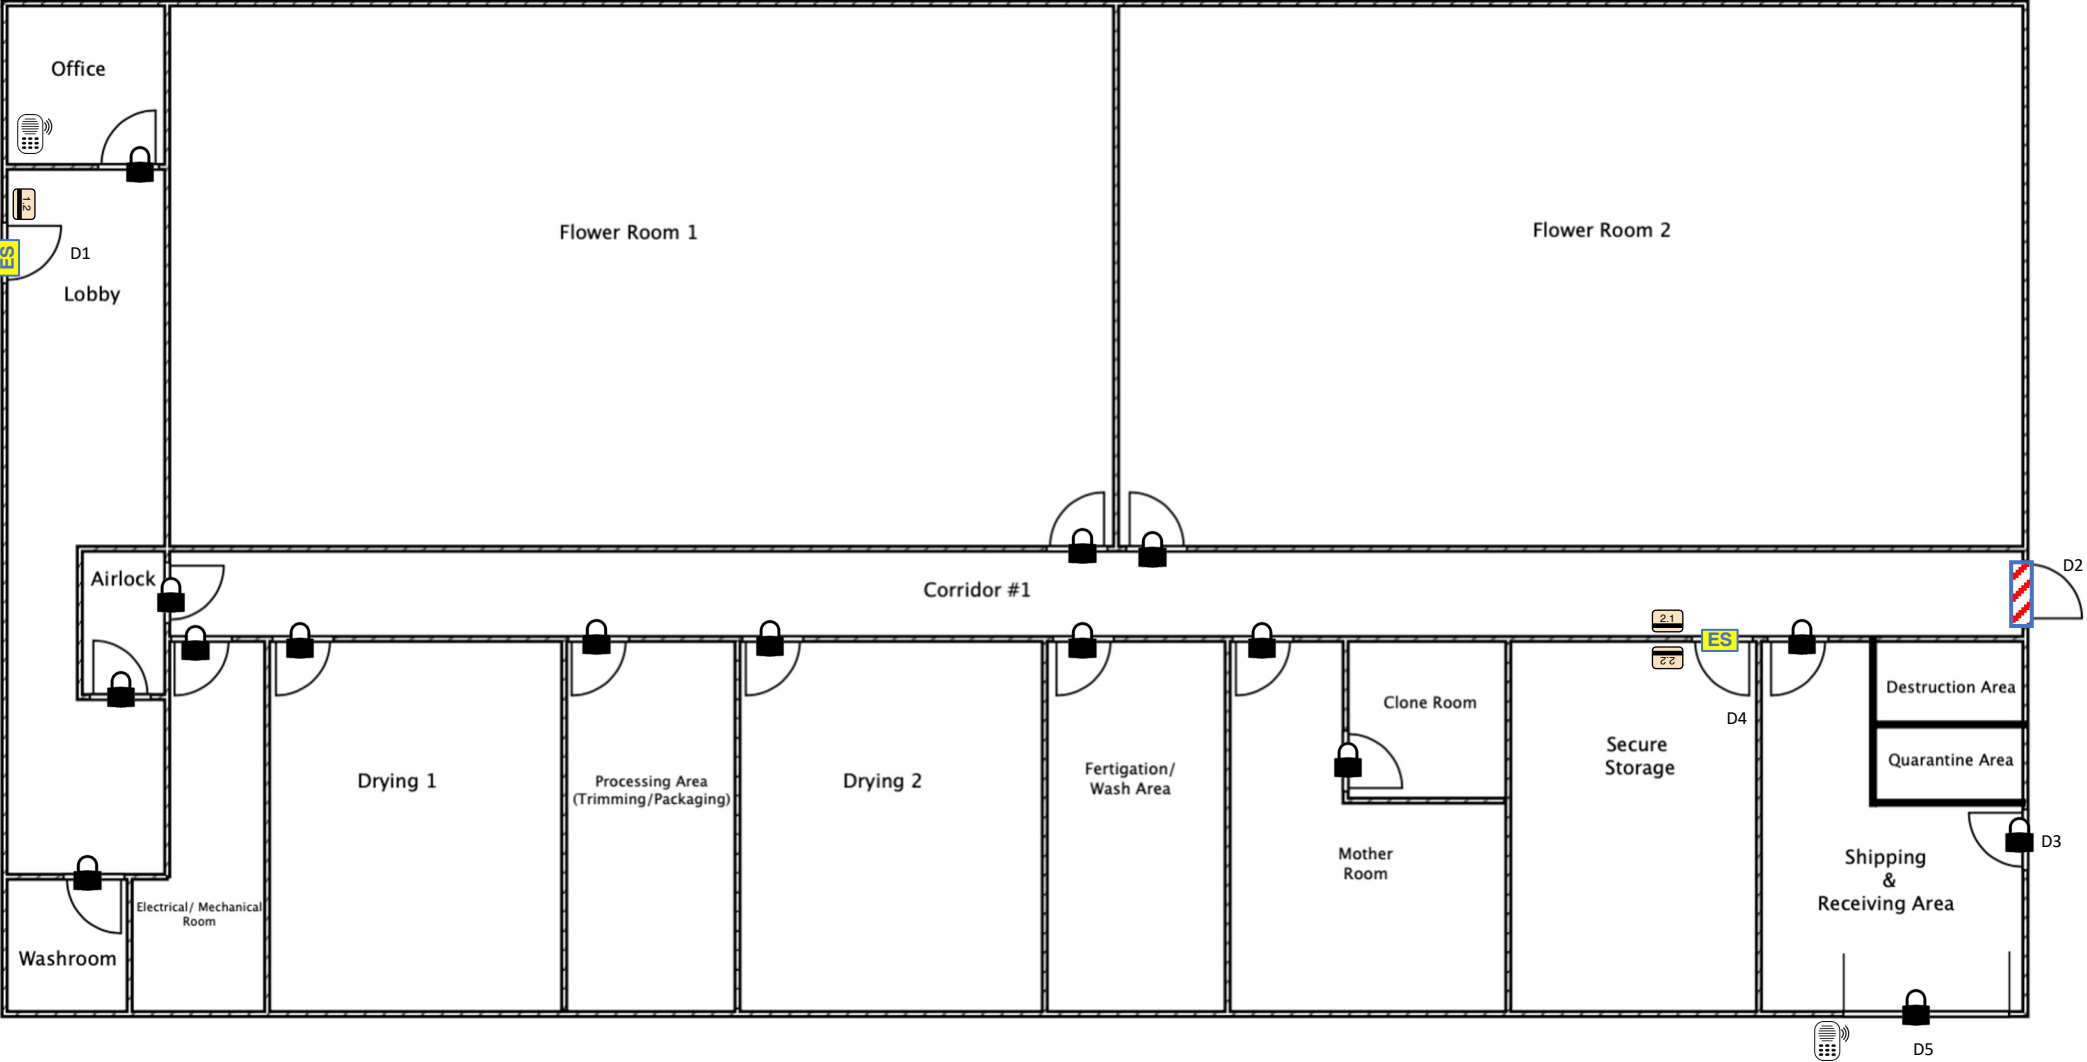 Office
1.2
ES
D1
Lobby
Flower Room 1
Flower Room 2
Airlock
Corridor #1
D2
2.1
ES
2.2
D4
Destruction Area
Quarantine Area
Clone Room
Secure
Storage
Drying 1
Processing Area
(Trimming/Packaging)
Drying 2
Fertigation/
Wash Area
Mother
Room
D3
Shipping
&
Receiving Area
Electrical/ Mechanical
Room
Washroom
D5